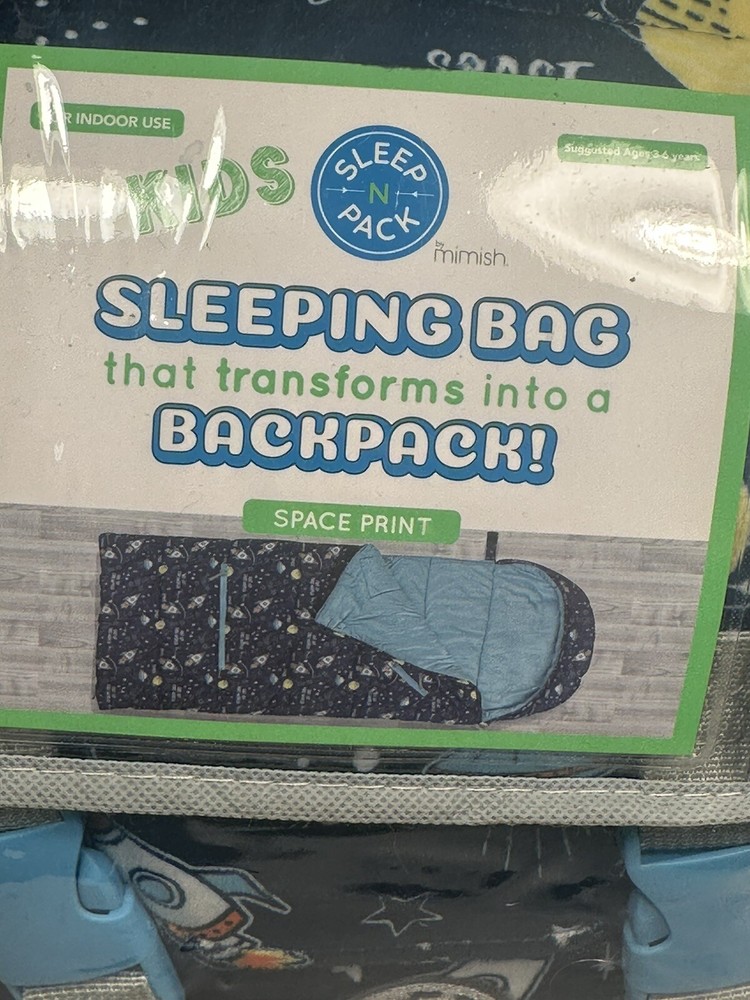 SPACE
INDOOR USE
Suggested Ages 3-6 years
KIDS
SLEEP
N
PACK
by
mimish
SLEEPING BAG
that transforms into a
BACKPACK!
SPACE PRINT